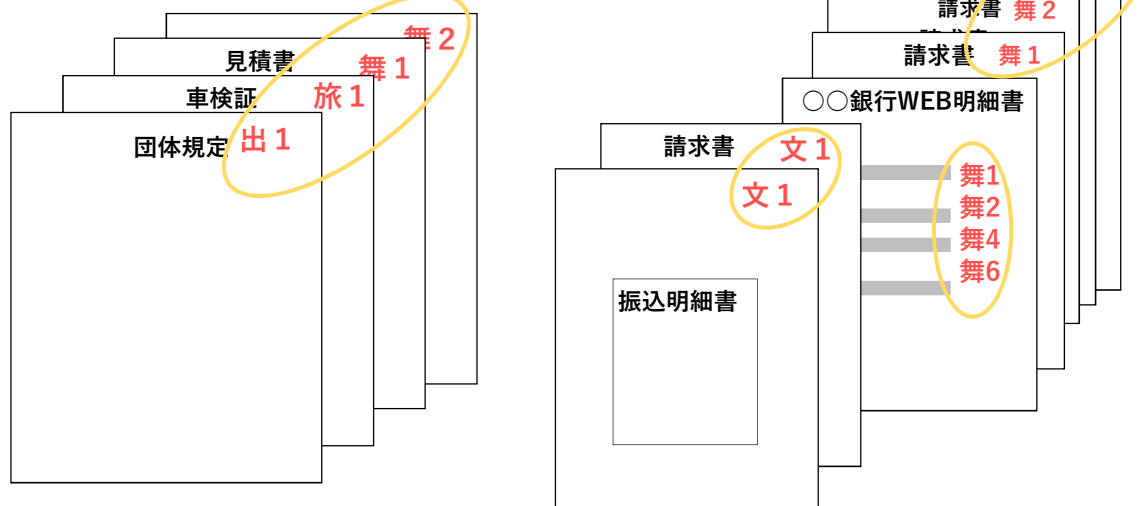 舞２
見積書 舞１
車検証 旅１
団体規定 出１
請求書 舞２
請求書 舞１
○○銀行WEB明細書
舞1
舞2
舞4
舞6
請求書 文１
文１
振込明細書